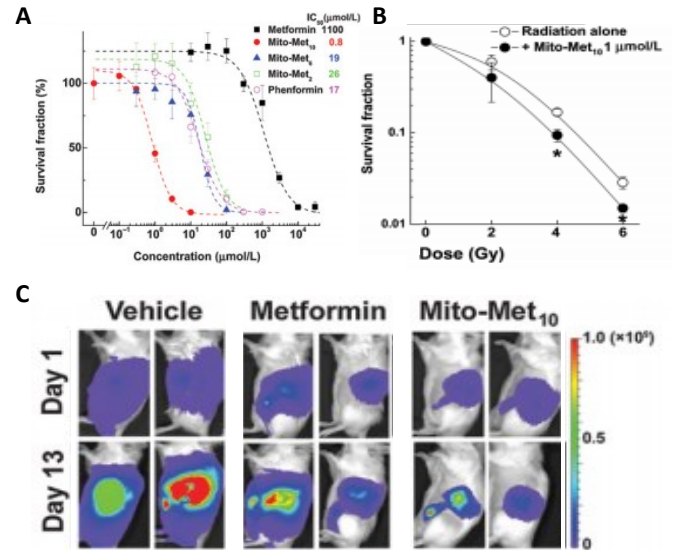 A
IC₅₀(μmol/L)
Metformin 1100
Mito-Met₁₀ 0.8
Mito-Met₆ 19
Mito-Met₂ 26
Phenformin 17
Survival fraction (%)
100
50
0
0 10⁻¹ 10⁰ 10¹ 10² 10³ 10⁴
Concentration (μmol/L)
B
Radiation alone
+ Mito-Met₁₀ 1 μmol/L
Survival fraction
1
0.1
0.01
* *
0 2 4 6
Dose (Gy)
C
Vehicle Metformin Mito-Met₁₀
Day 1
Day 13
1.0 (×10⁵)
0.5
0